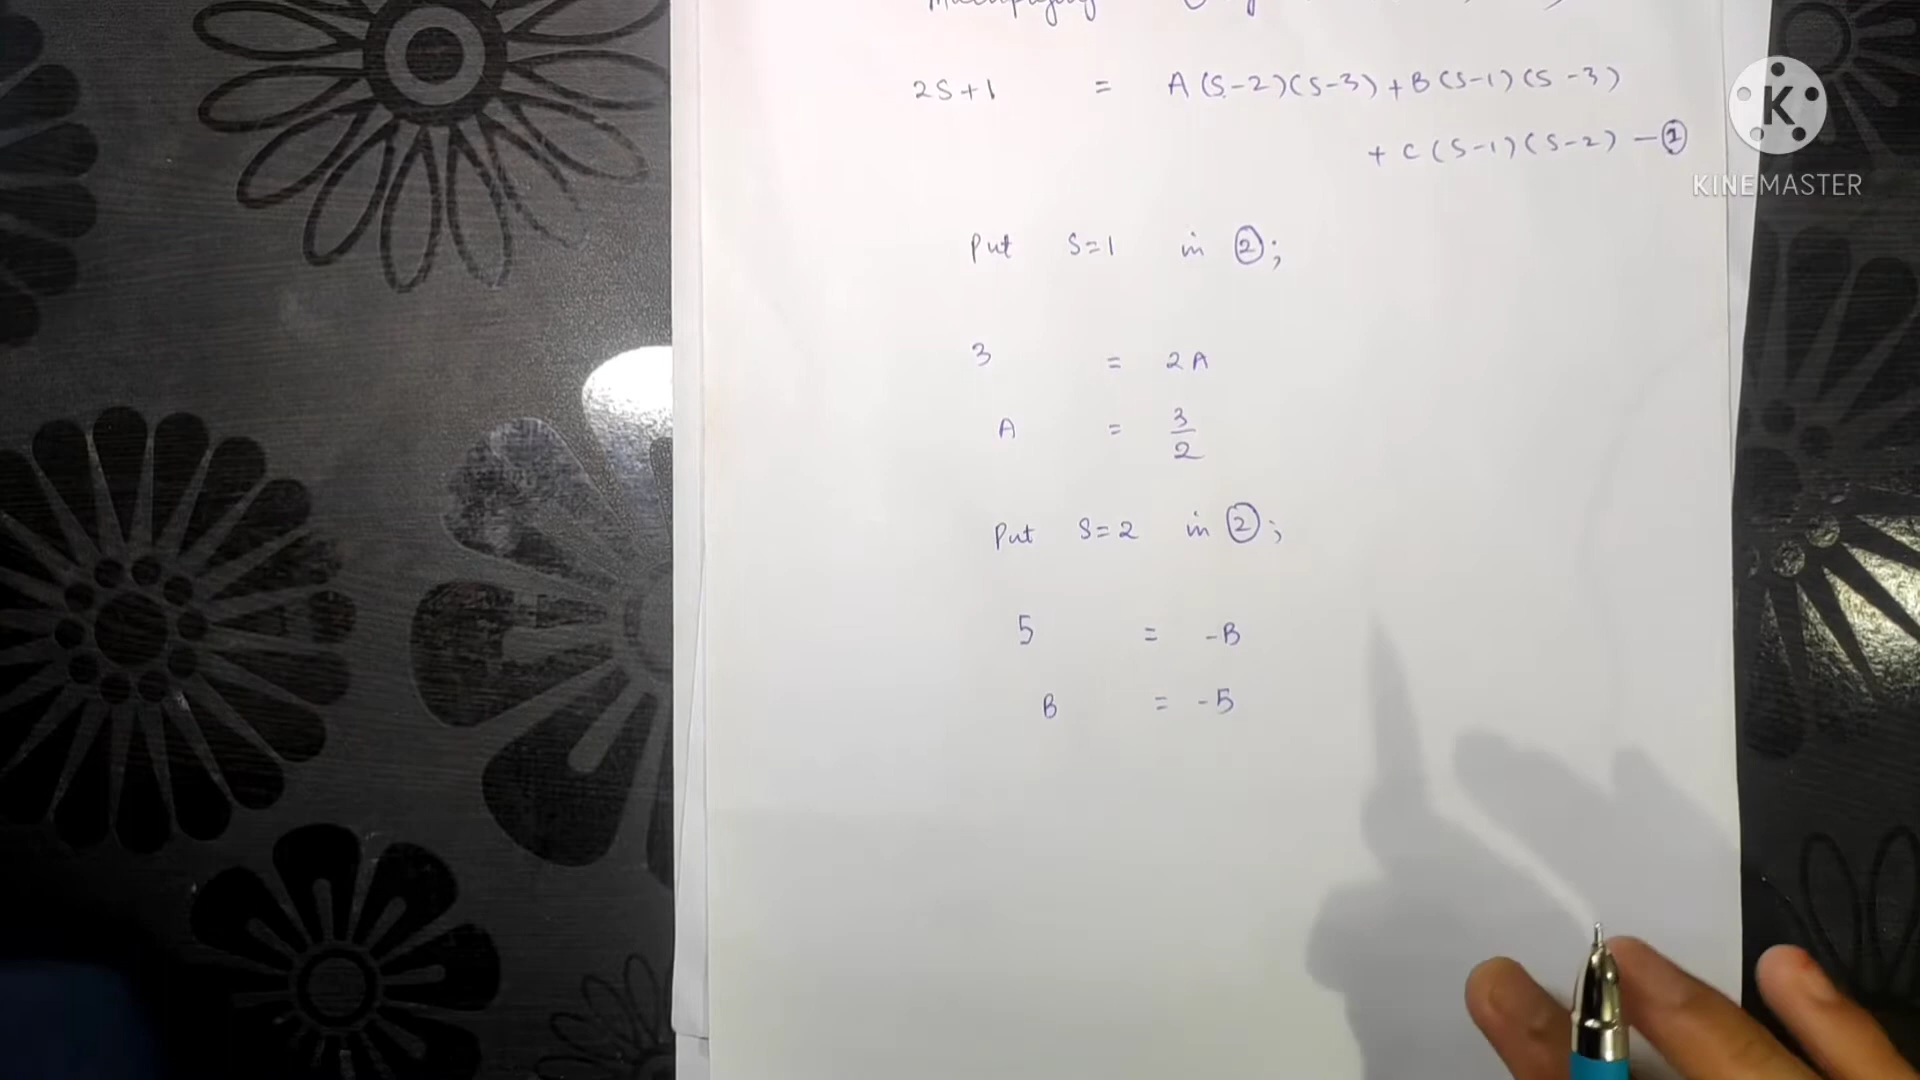 Multiplying
2S+1 = A(S-2)(S-3)+B(S-1)(S-3)
+ C(S-1)(S-2) —②
Put S=1 in ②;
3 = 2A
A = 3/2
Put S=2 in ②;
5 = -B
B = -5
K
KINEMASTER